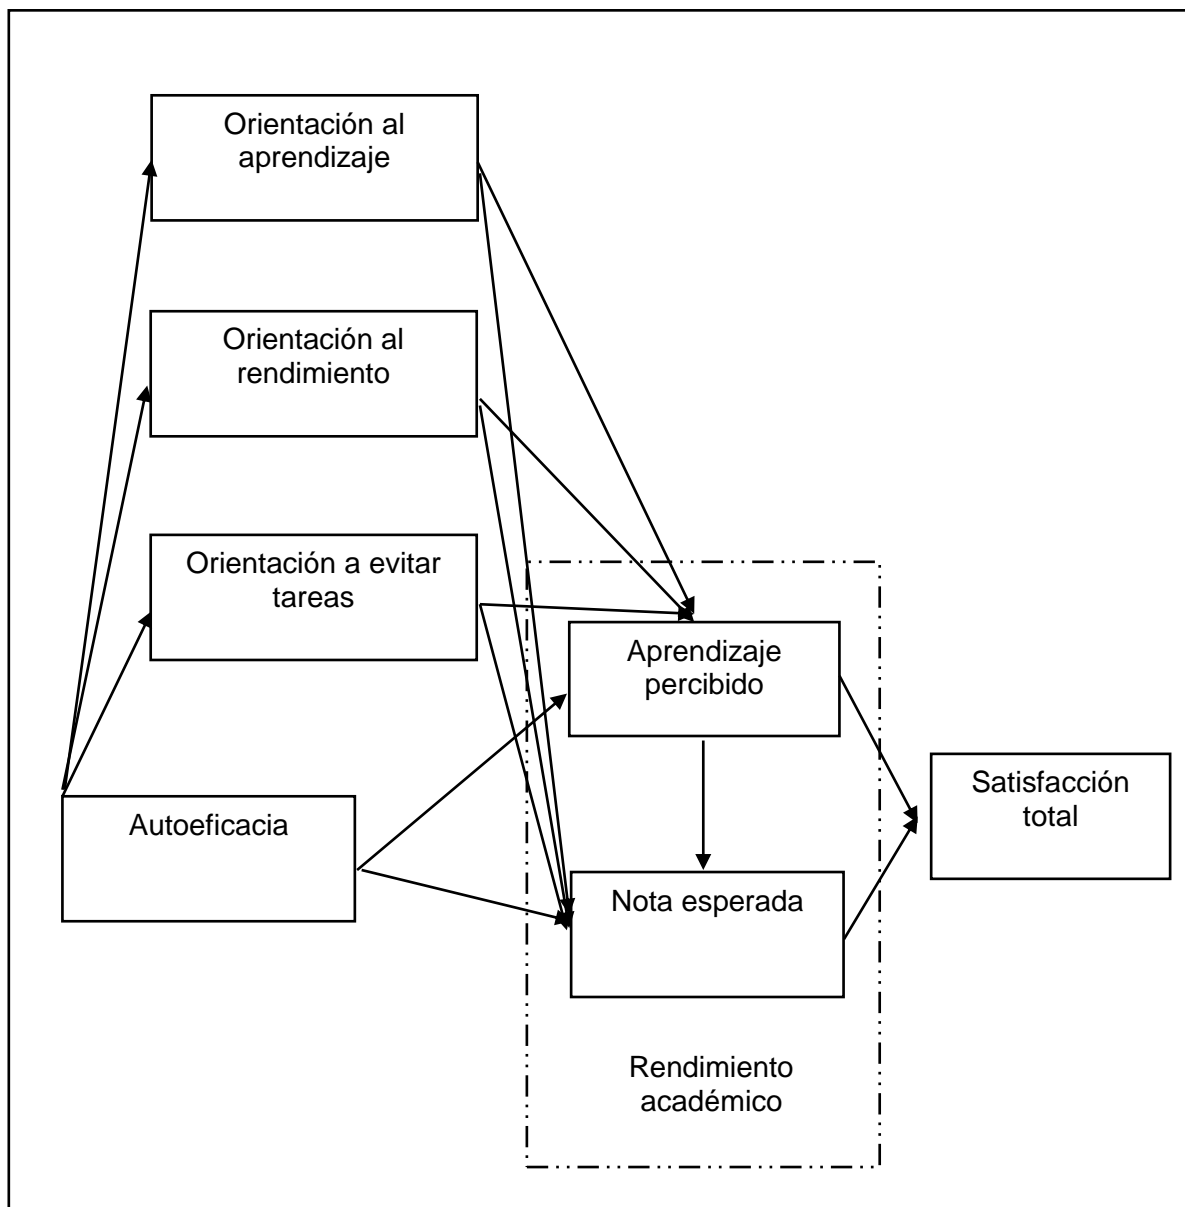 Orientación al
aprendizaje
Orientación al
rendimiento
Orientación a evitar
tareas
Aprendizaje
percibido
Satisfacción
total
Autoeficacia
Nota esperada
Rendimiento
académico